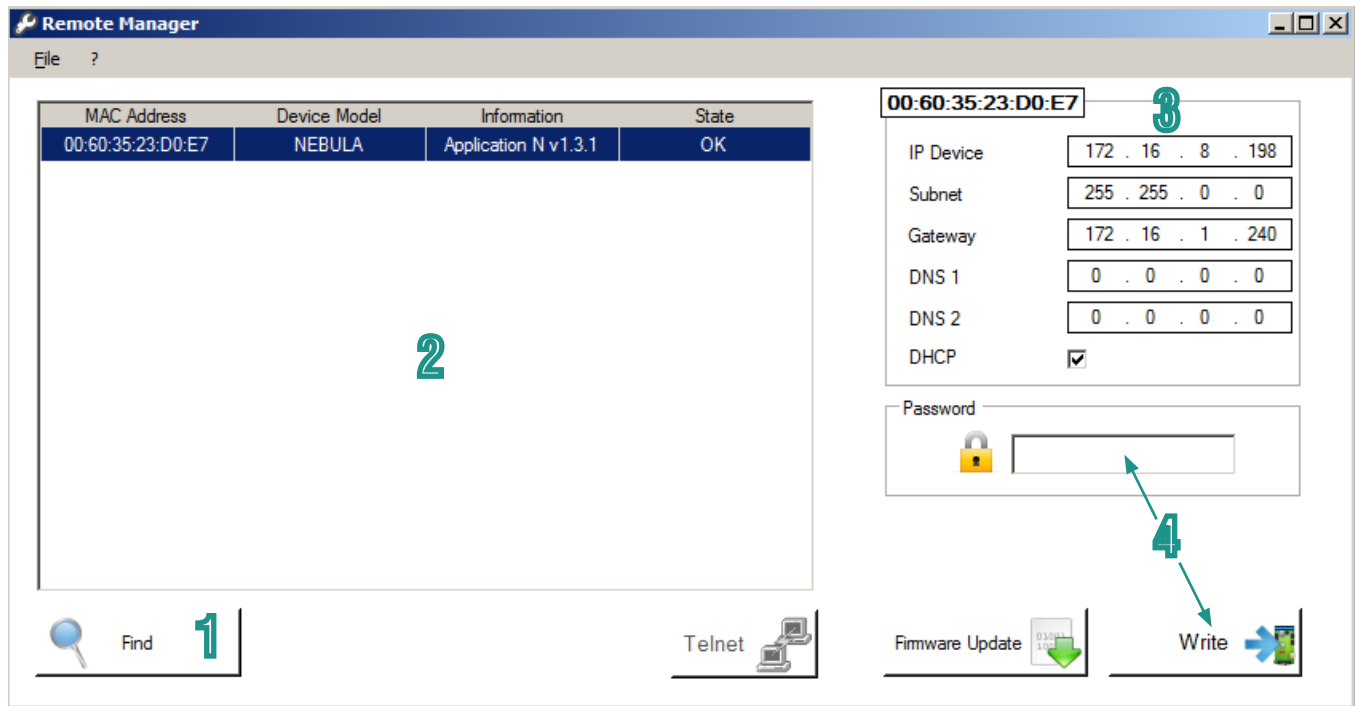 Remote Manager
File ?
MAC Address Device Model Information State
00:60:35:23:D0:E7 NEBULA Application N v1.3.1 OK
2
1
Find
Telnet
00:60:35:23:D0:E7
3
IP Device 172 . 16 . 8 . 198
Subnet 255 . 255 . 0 . 0
Gateway 172 . 16 . 1 . 240
DNS 1 0 . 0 . 0 . 0
DNS 2 0 . 0 . 0 . 0
DHCP
Password
4
Firmware Update
Write